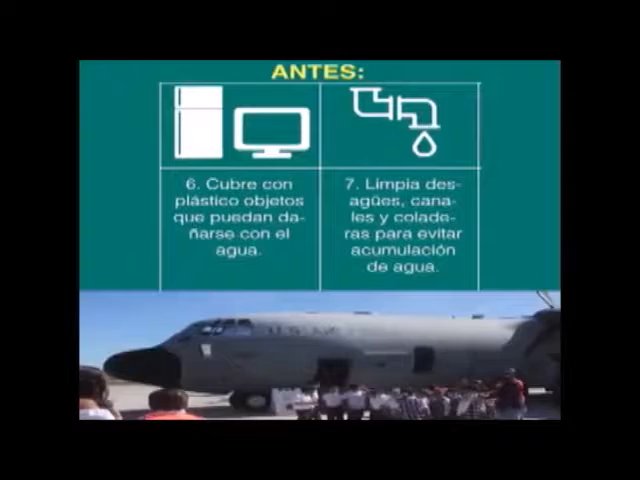 ANTES:
6. Cubre con
plástico objetos
que puedan da-
ñarse con el
agua.
7. Limpia des-
agües, cana-
les y colade-
ras para evitar
acumulación
de agua.